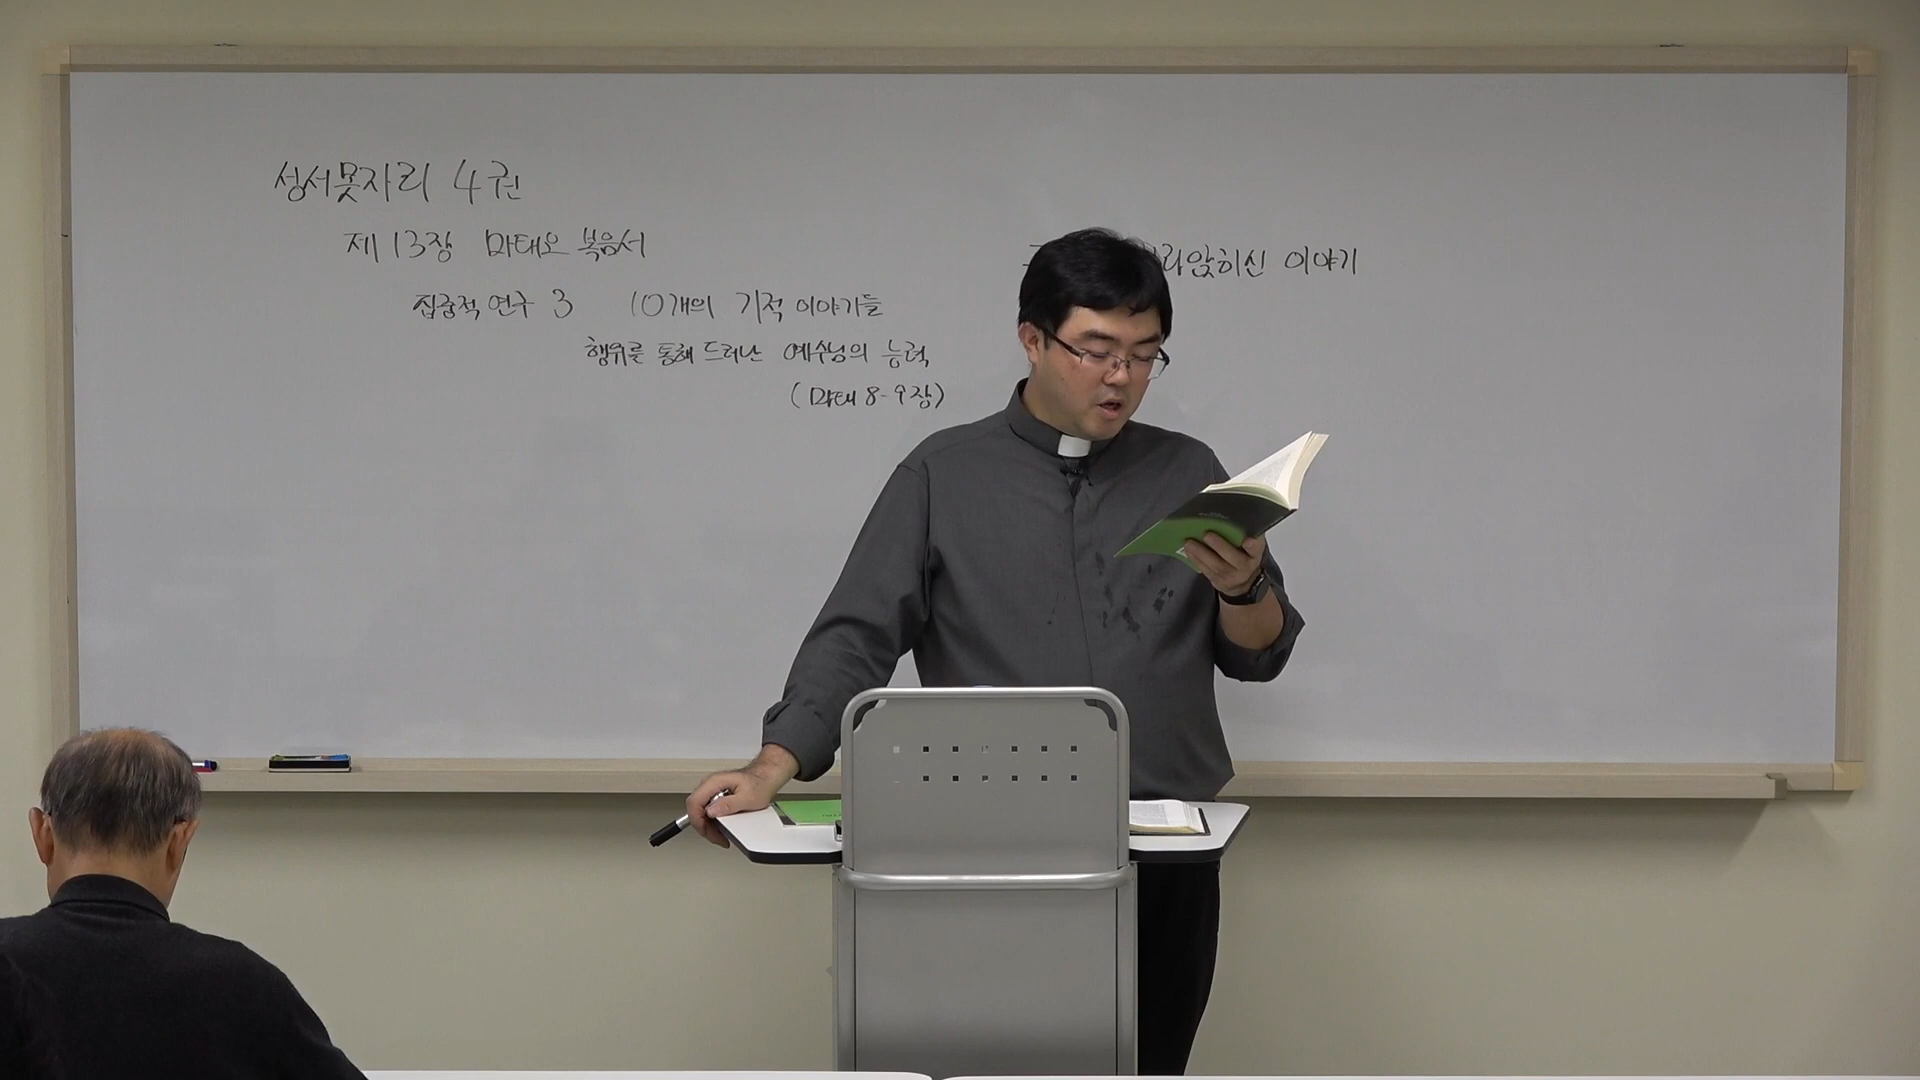 성서못자리 4권
제 13장 마태오 복음서
집중적 연구 3 10개의 기적 이야기들
행위를 통해 드러난 예수님의 능력
(마태 8-9장)
이야기